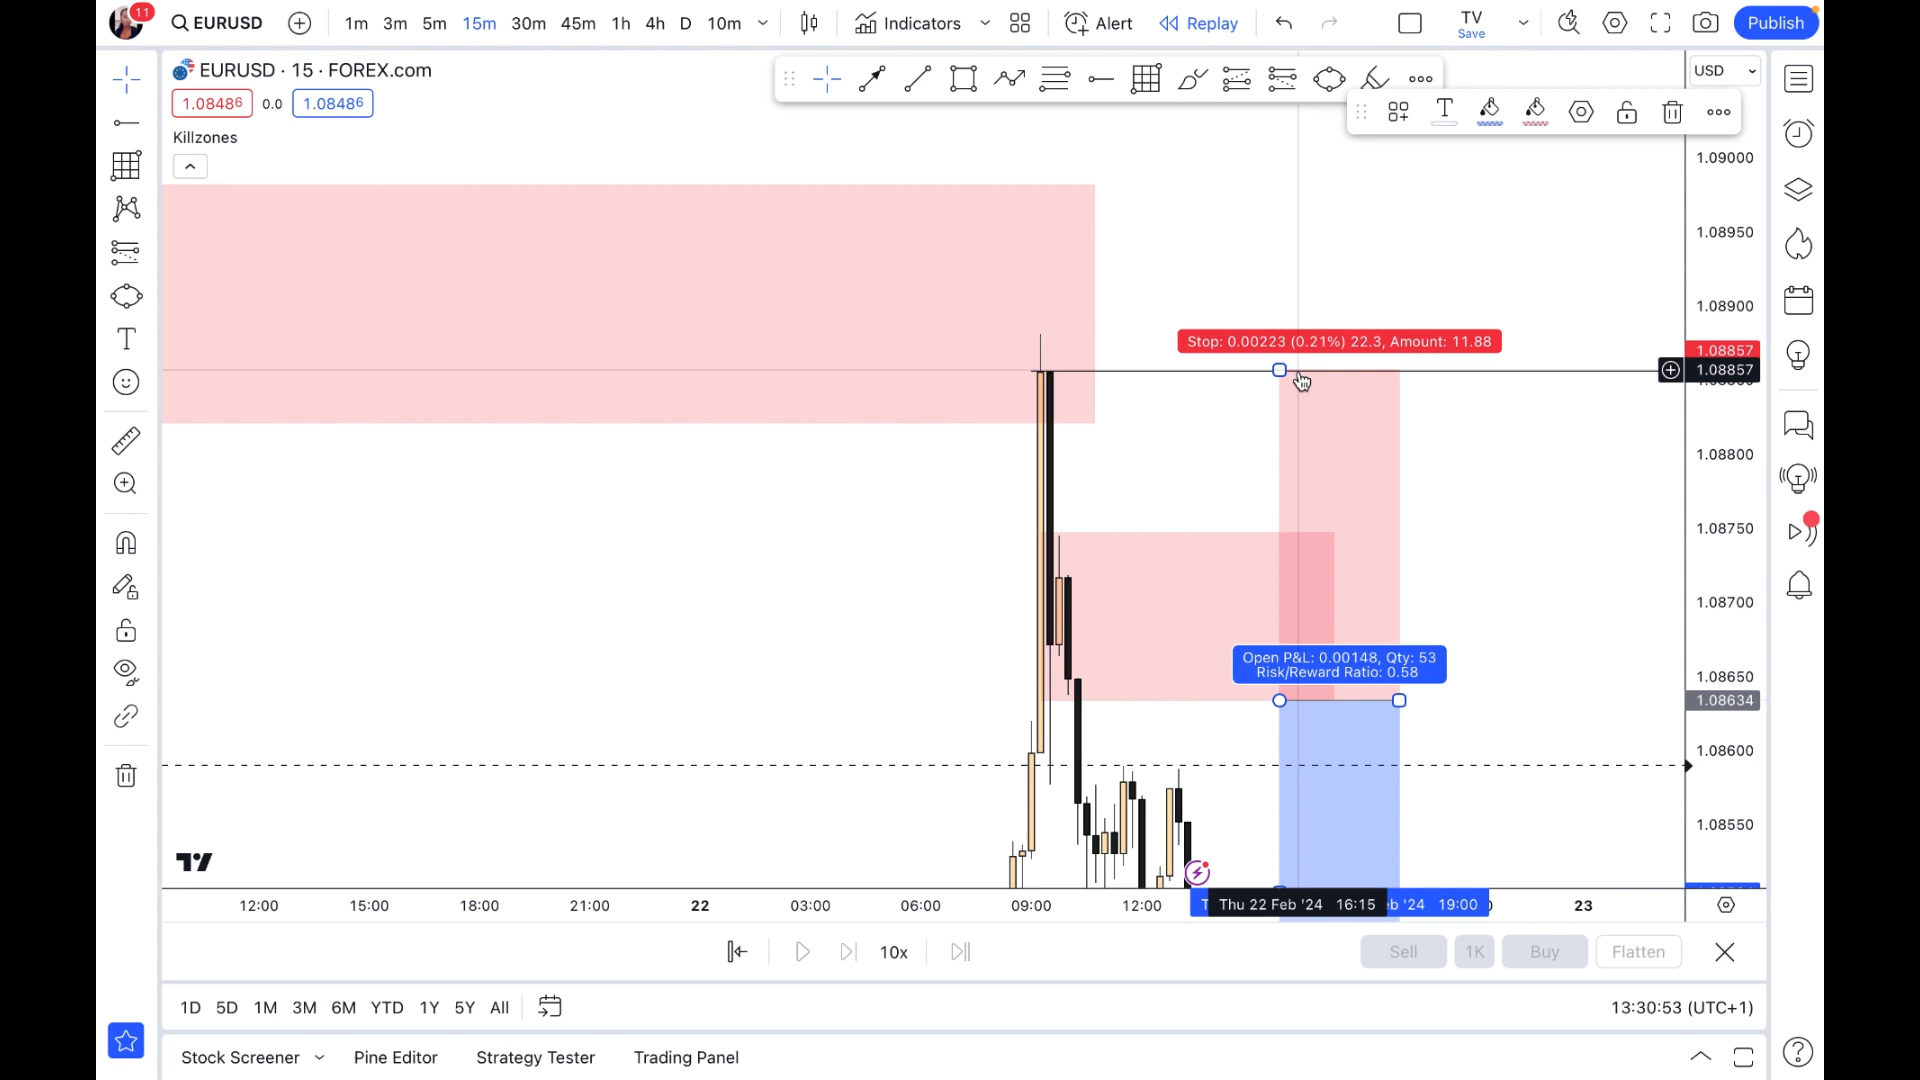 11
EURUSD
1m 3m 5m 15m 30m 45m 1h 4h D 10m
Indicators
Alert
Replay
TV
Save
Publish
EURUSD · 15 · FOREX.com
1.08486 0.0 1.08486
Killzones
USD
T
1.09000
1.08950
1.08900
Stop: 0.00223 (0.21%) 22.3, Amount: 11.88
1.08857
1.08857
1.08800
1.08750
1.08700
Open P&L: 0.00148, Qty: 53
Risk/Reward Ratio: 0.58
1.08650
1.08634
1.08600
1.08550
12:00 15:00 18:00 21:00 22 03:00 06:00 09:00 12:00 Thu 22 Feb '24 16:15 eb '24 19:00 23
10x
Sell 1K Buy Flatten
1D 5D 1M 3M 6M YTD 1Y 5Y All
13:30:53 (UTC+1)
Stock Screener Pine Editor Strategy Tester Trading Panel